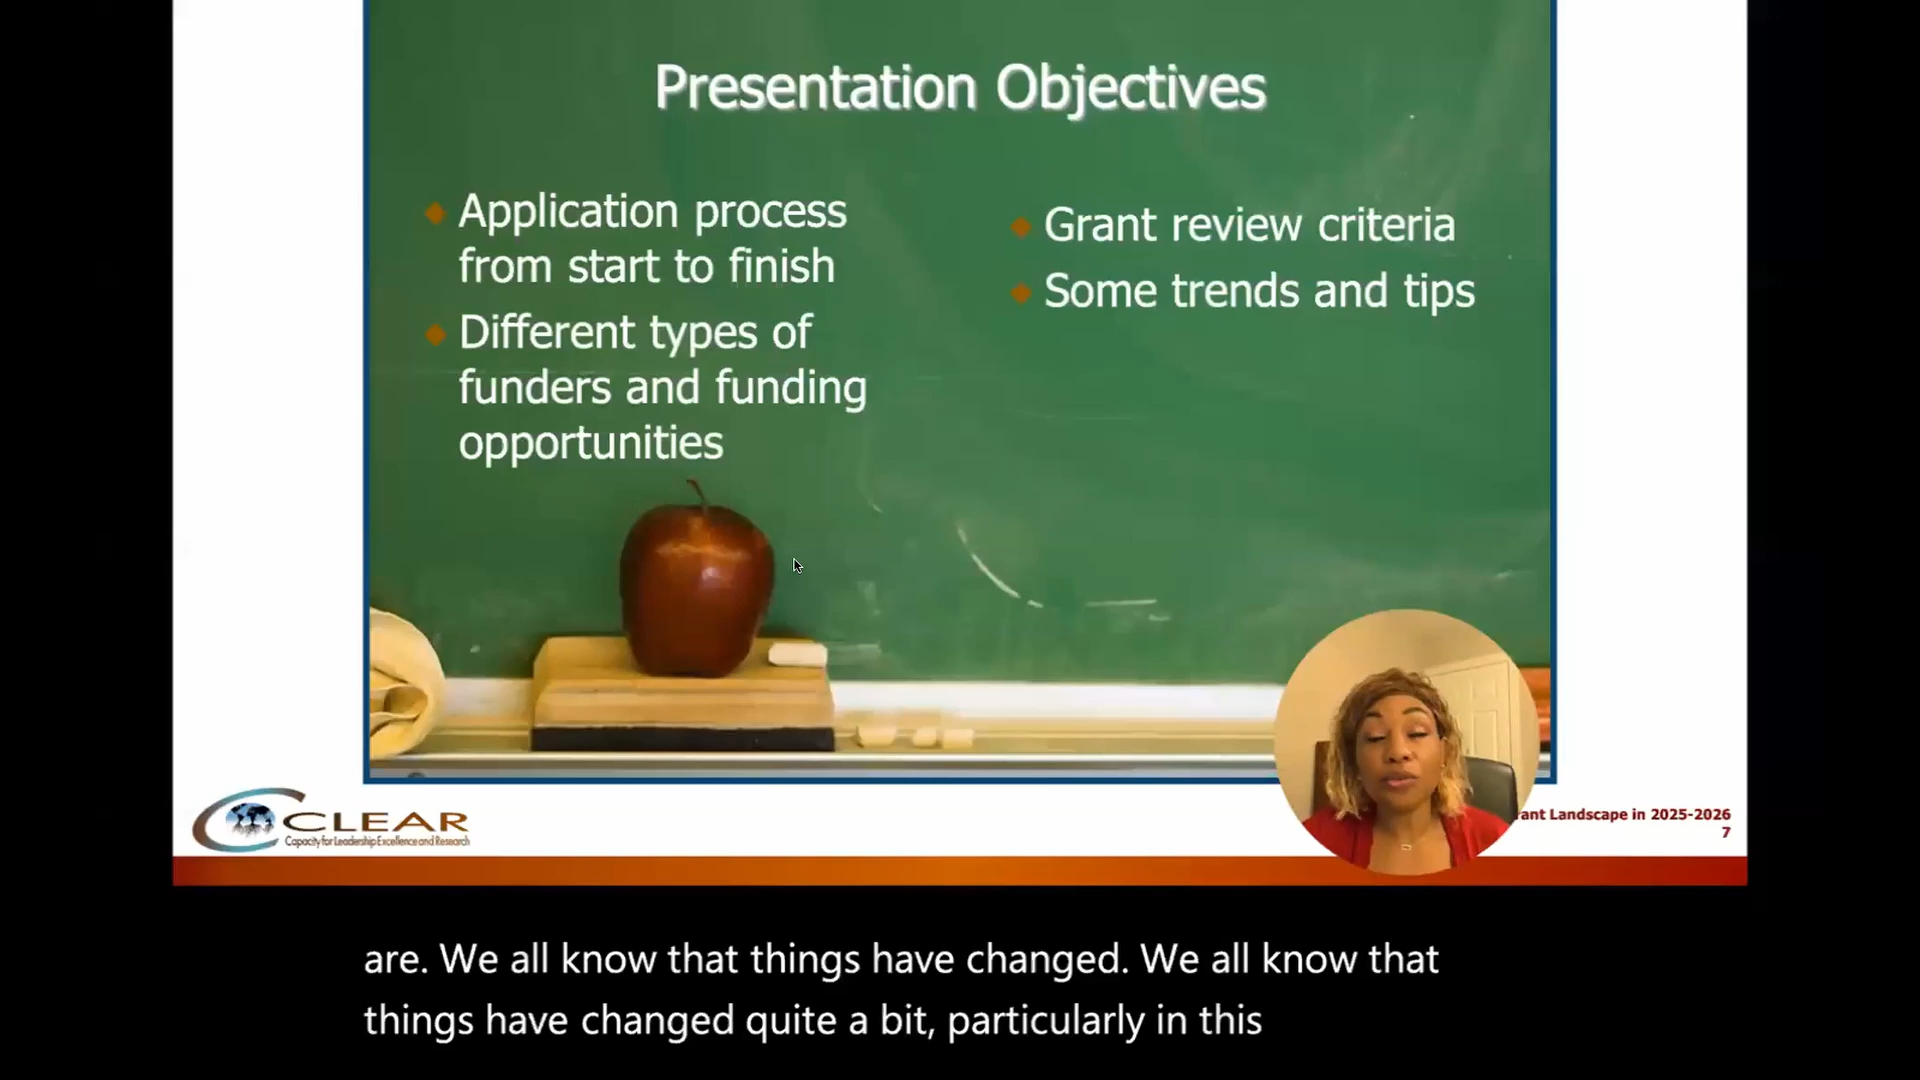 Presentation Objectives
Application process
from start to finish
Different types of
funders and funding
opportunities
Grant review criteria
Some trends and tips
CLEAR
Capacity for Leadership Excellence and Research
Landscape in 2025-2026
7
are. We all know that things have changed. We all know that
things have changed quite a bit, particularly in this